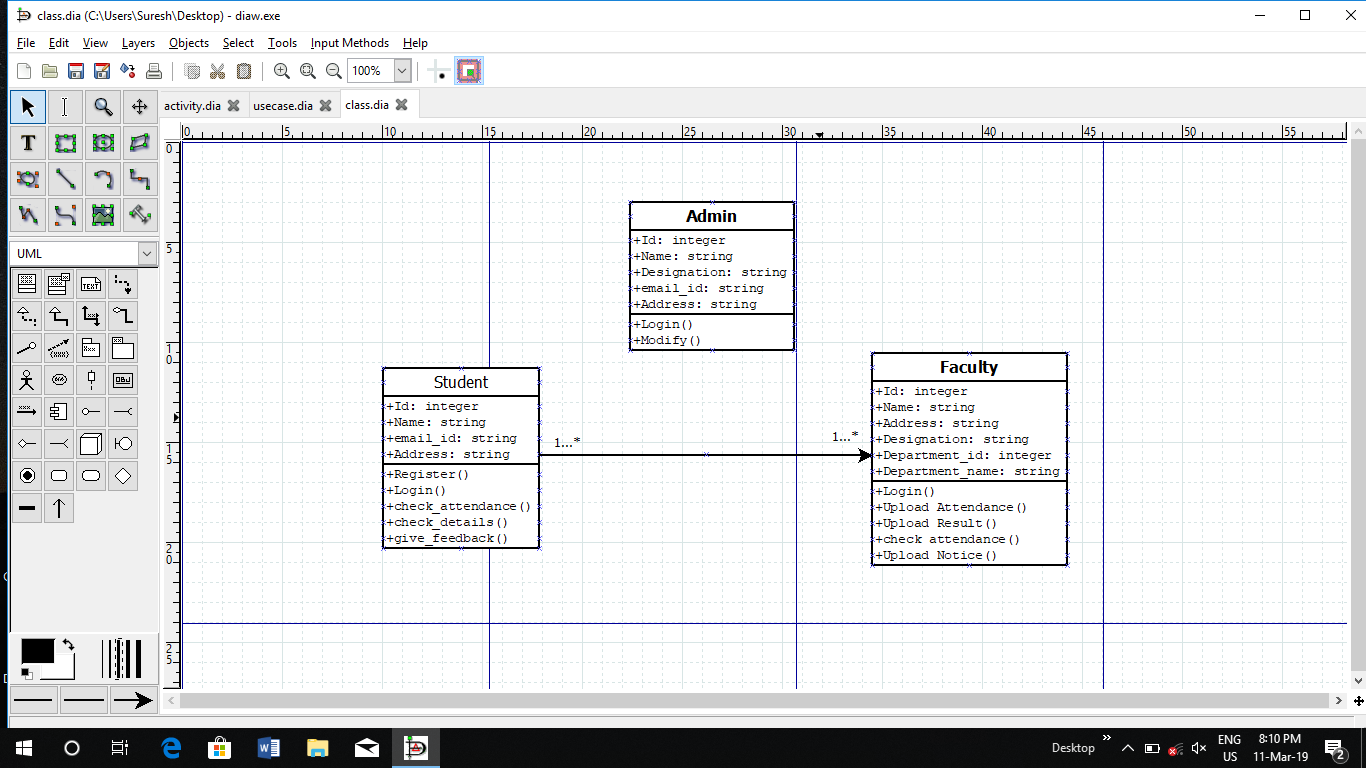 class.dia (C:\Users\Suresh\Desktop) - diaw.exe
File Edit View Layers Objects Select Tools Input Methods Help
100%
activity.dia usecase.dia class.dia
0 5 10 15 20 25 30 35 40 45 50 55
T
UML
TEXT
OBJ
0
5
10
15
20
25
Admin
+Id: integer
+Name: string
+Designation: string
+email_id: string
+Address: string
+Login()
+Modify()
Student
+Id: integer
+Name: string
+email_id: string
+Address: string
+Register()
+Login()
+check_attendance()
+check_details()
+give_feedback()
1...* 1...*
Faculty
+Id: integer
+Name: string
+Address: string
+Designation: string
+Department_id: integer
+Department_name: string
+Login()
+Upload Attendance()
+Upload Result()
+check attendance()
+Upload Notice()
Desktop
ENG
US
8:10 PM
11-Mar-19
2